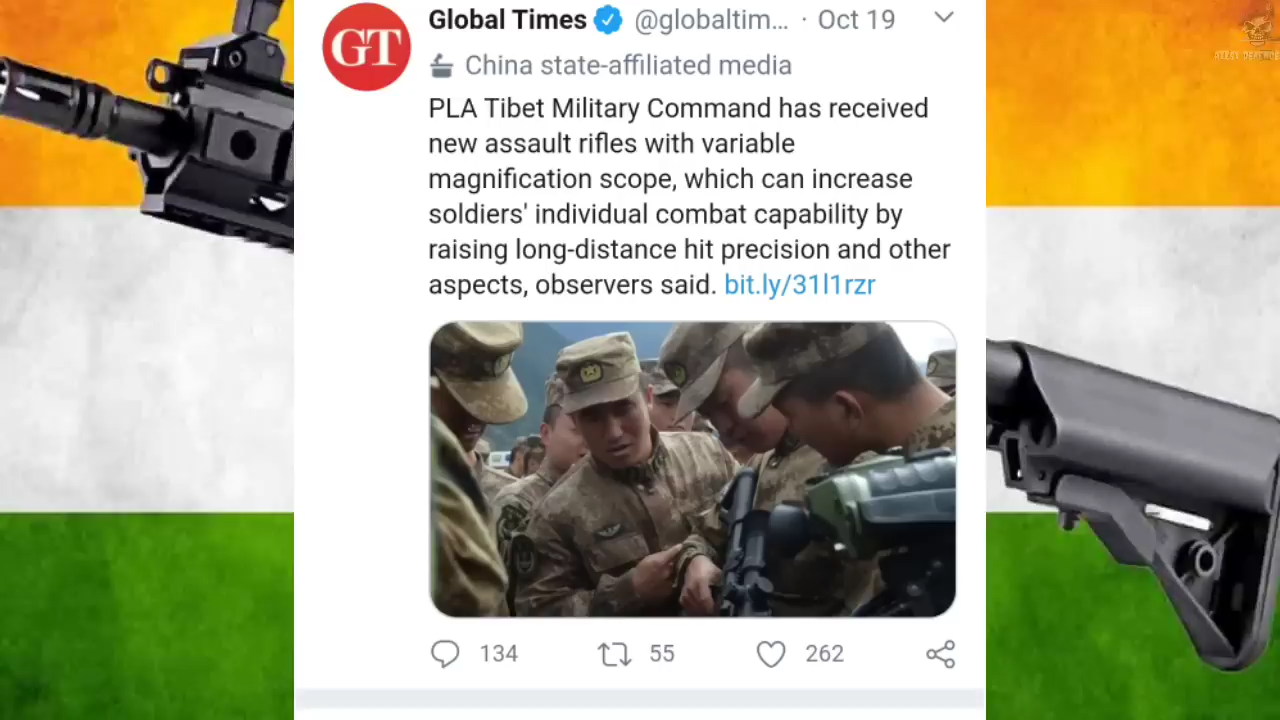 GT
Global Times @globaltim... · Oct 19
China state-affiliated media
PLA Tibet Military Command has received
new assault rifles with variable
magnification scope, which can increase
soldiers' individual combat capability by
raising long-distance hit precision and other
aspects, observers said. bit.ly/31l1rzr
134 55 262